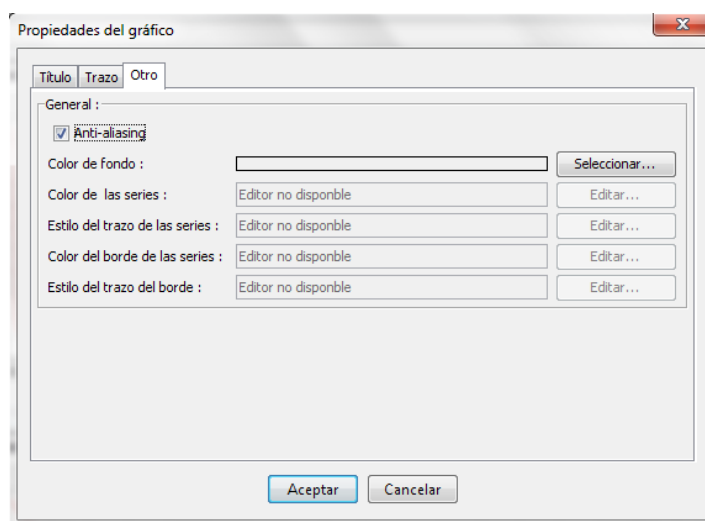 Propiedades del gráfico
Título Trazo Otro
General :
Anti-aliasing
Color de fondo : Seleccionar...
Color de las series : Editor no disponble Editar...
Estilo del trazo de las series : Editor no disponble Editar...
Color del borde de las series : Editor no disponble Editar...
Estilo del trazo del borde : Editor no disponble Editar...
Aceptar Cancelar